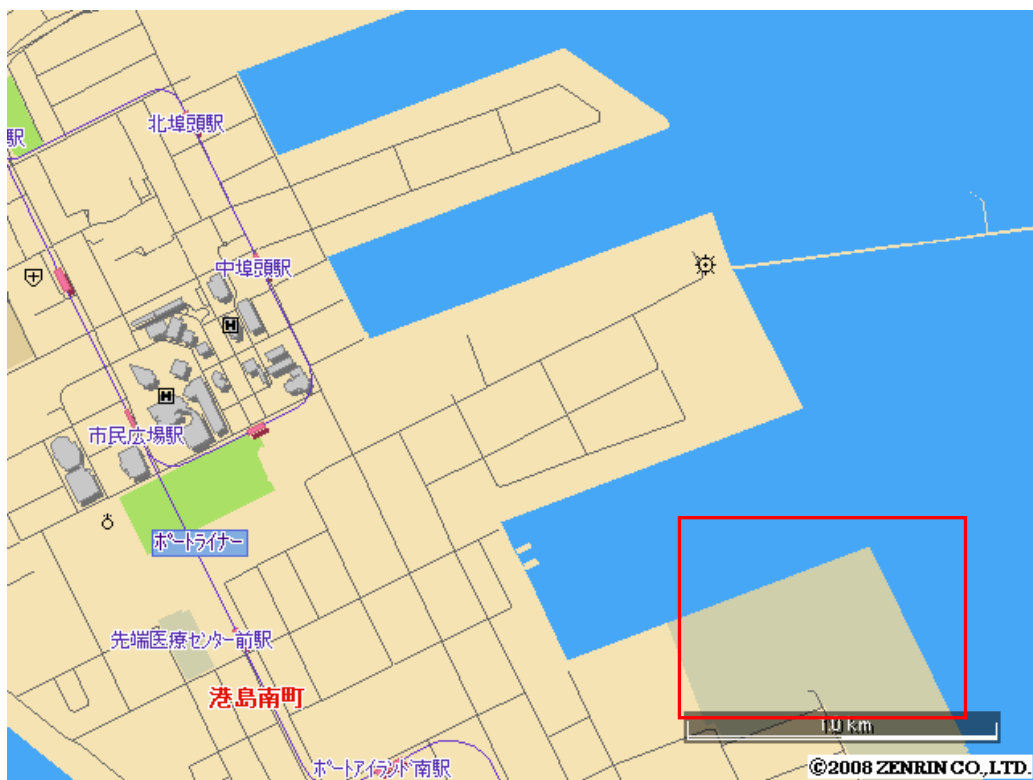 北埠頭駅
駅
中埠頭駅
H
H
市民広場駅
ポートライナー
先端医療センター前駅
港島南町
1.0 km
ポートアイランド南駅
©2008 ZENRIN CO.,LTD.